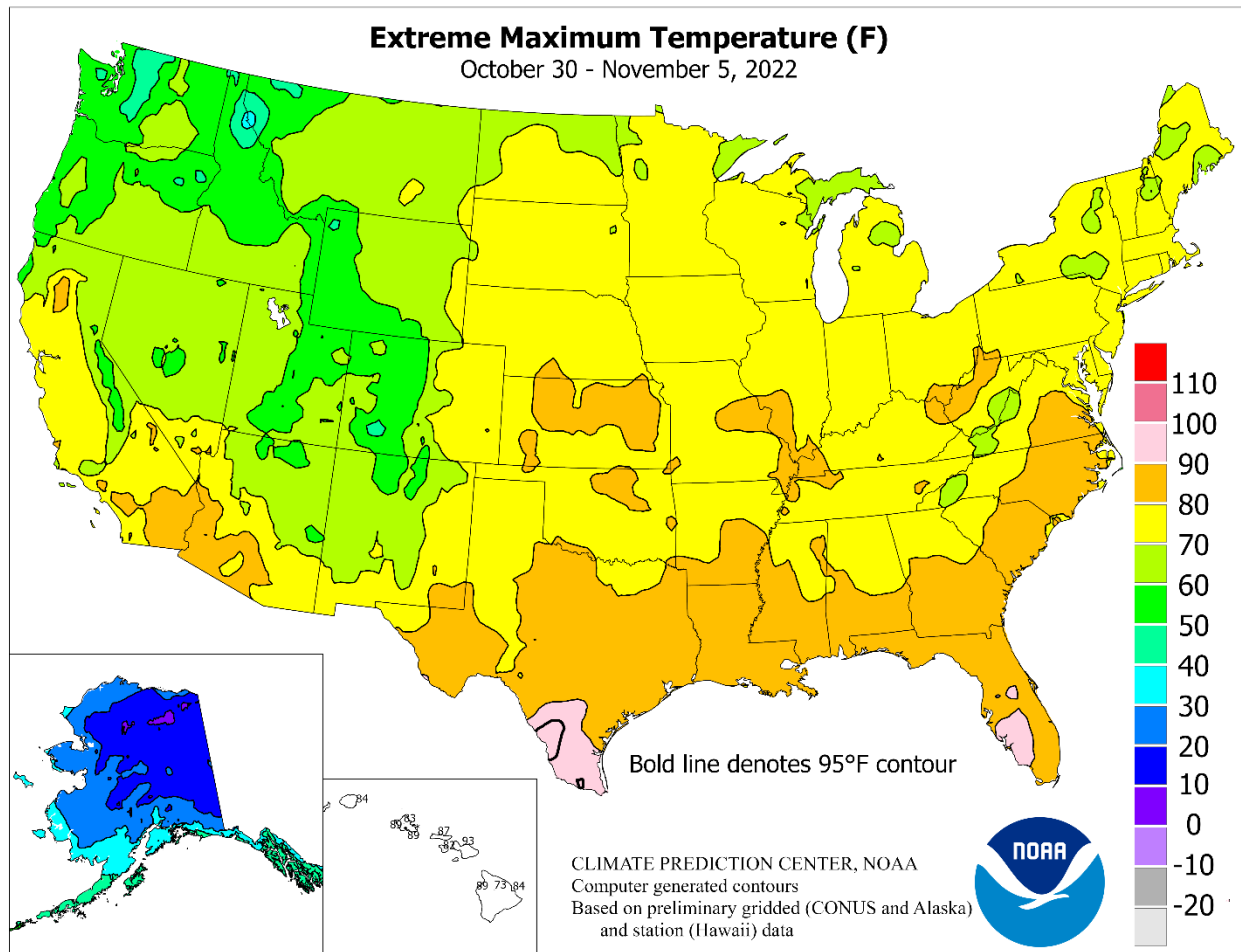 Extreme Maximum Temperature (F)
October 30 - November 5, 2022
110
100
90
80
70
60
50
40
30
20
10
0
-10
-20
Bold line denotes 95°F contour
84
83
89
89
87
93
89 73 84
CLIMATE PREDICTION CENTER, NOAA
Computer generated contours
Based on preliminary gridded (CONUS and Alaska)
and station (Hawaii) data
NOAA